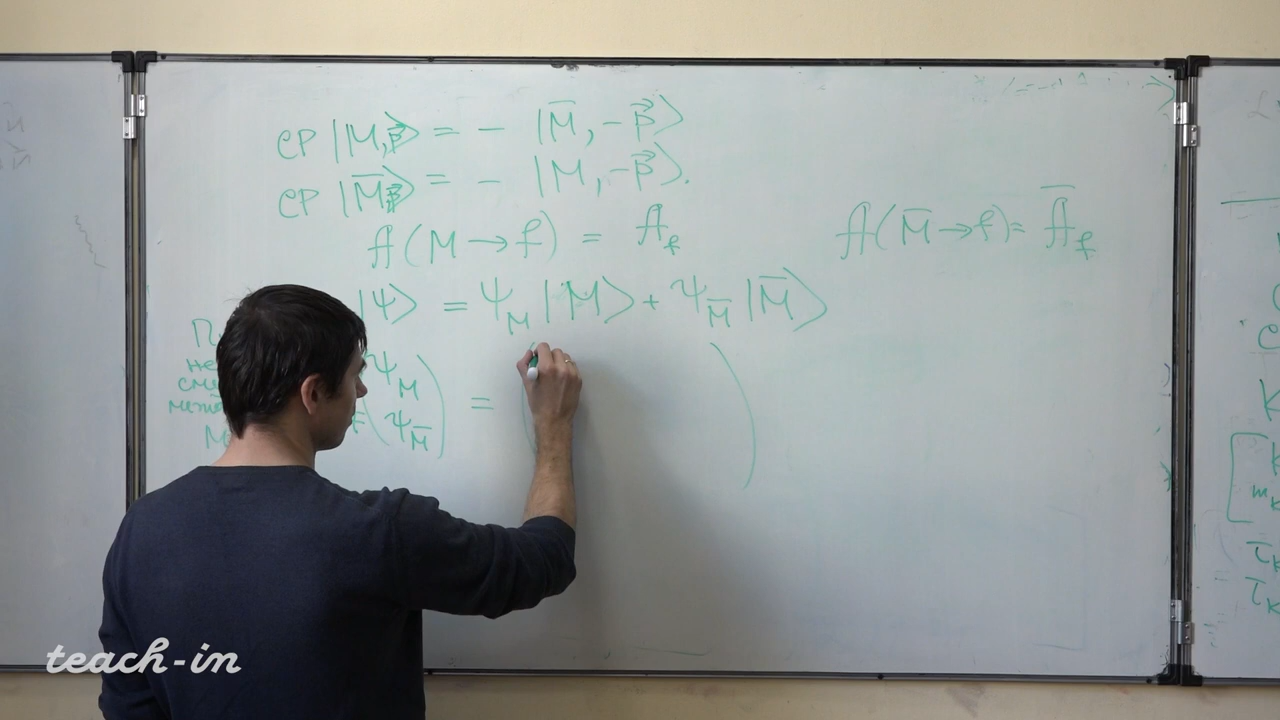 CP |M, p⃗⟩ = - |M̄, -p⃗⟩
CP |M̄ p⃗⟩ = - |M, -p⃗⟩.
A(M → f) = A_f A(M̄ → f) = Ā_f
|Ψ⟩ = Ψ_M |M⟩ + Ψ_M̄ |M̄⟩
Ψ_M
( Ψ_M̄ ) = ( )
teach-in